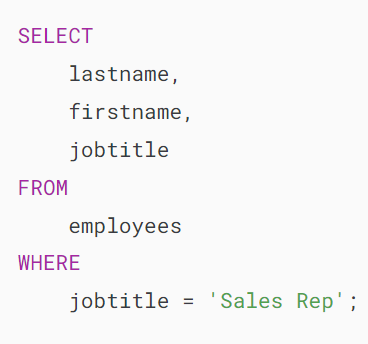 SELECT
    lastname,
    firstname,
    jobtitle
FROM
    employees
WHERE
    jobtitle = 'Sales Rep';